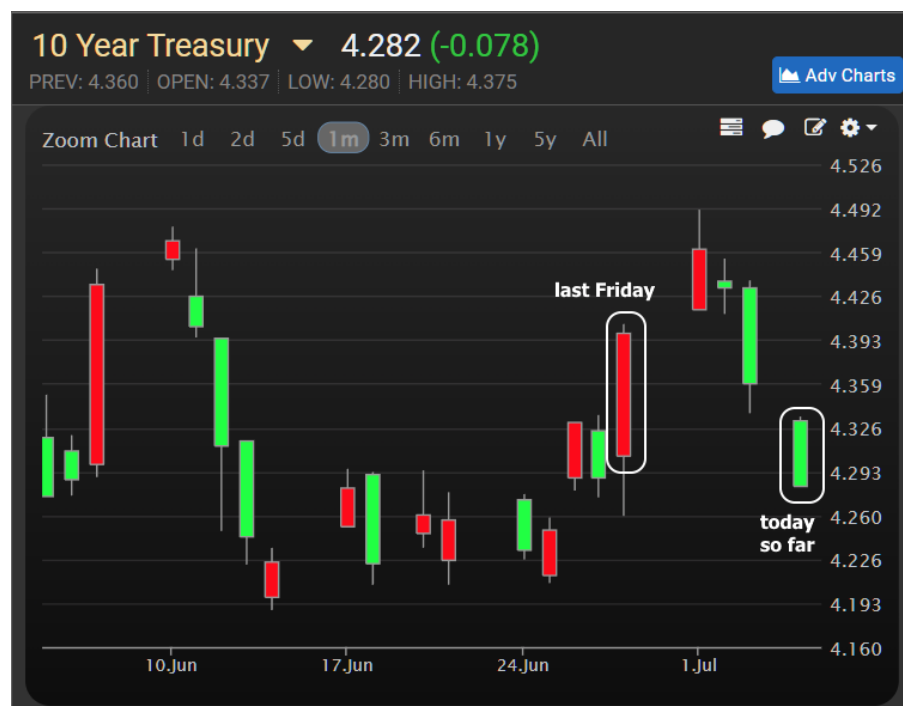 10 Year Treasury 4.282 (-0.078)
PREV: 4.360 OPEN: 4.337 LOW: 4.280 HIGH: 4.375
Adv Charts
Zoom Chart 1d 2d 5d 1m 3m 6m 1y 5y All
4.526
4.492
4.459
last Friday
4.426
4.393
4.359
4.326
4.293
today
so far
4.260
4.226
4.193
4.160
10.Jun 17.Jun 24.Jun 1.Jul